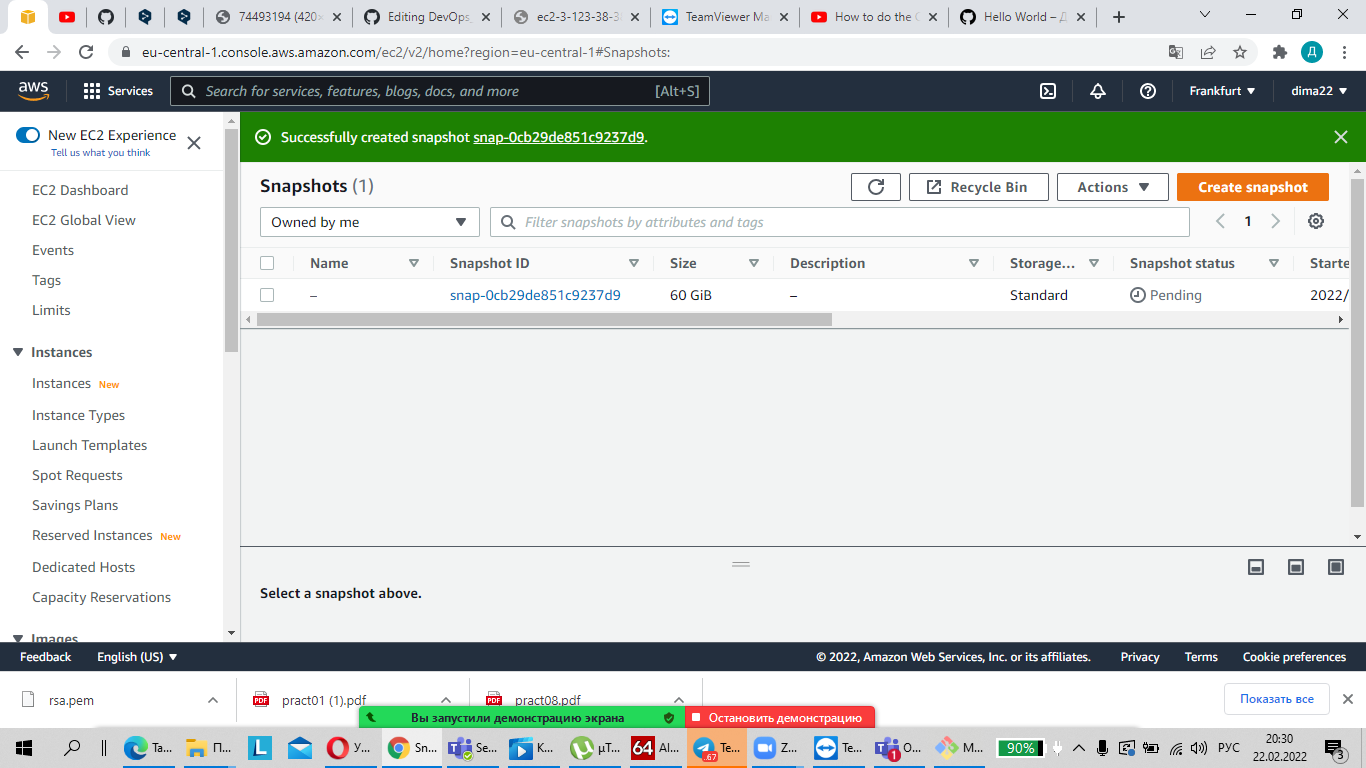 74493194 (420×
Editing DevOps_
ec2-3-123-38-3
TeamViewer Ma
How to do the
Hello World – Д
eu-central-1.console.aws.amazon.com/ec2/v2/home?region=eu-central-1#Snapshots:
Д
aws
Services
Search for services, features, blogs, docs, and more
[Alt+S]
Frankfurt
dima22
New EC2 Experience
Tell us what you think
Successfully created snapshot snap-0cb29de851c9237d9.
EC2 Dashboard
EC2 Global View
Events
Tags
Limits
Instances
Instances New
Instance Types
Launch Templates
Spot Requests
Savings Plans
Reserved Instances New
Dedicated Hosts
Capacity Reservations
Images
Snapshots (1)
Recycle Bin
Actions
Create snapshot
Owned by me
Filter snapshots by attributes and tags
1
Name Snapshot ID Size Description Storage... Snapshot status Starte
– snap-0cb29de851c9237d9 60 GiB – Standard Pending 2022/
Select a snapshot above.
Feedback English (US)
© 2022, Amazon Web Services, Inc. or its affiliates. Privacy Terms Cookie preferences
rsa.pem
PDF pract01 (1).pdf
PDF pract08.pdf
Показать все
Вы запустили демонстрацию экрана
Остановить демонстрацию
Ta...
П...
L
У...
Sn...
Se...
К...
µT...
64 Al...
.67 Te...
Z...
Te...
1 O...
M...
90%
РУС
20:30
22.02.2022
3